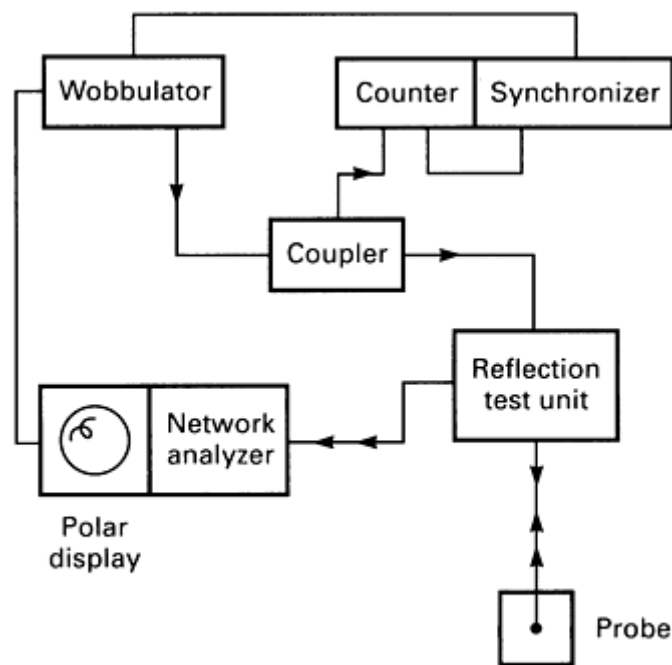 Wobbulator
Counter
Synchronizer
Coupler
Reflection
test unit
Network
analyzer
Polar
display
Probe